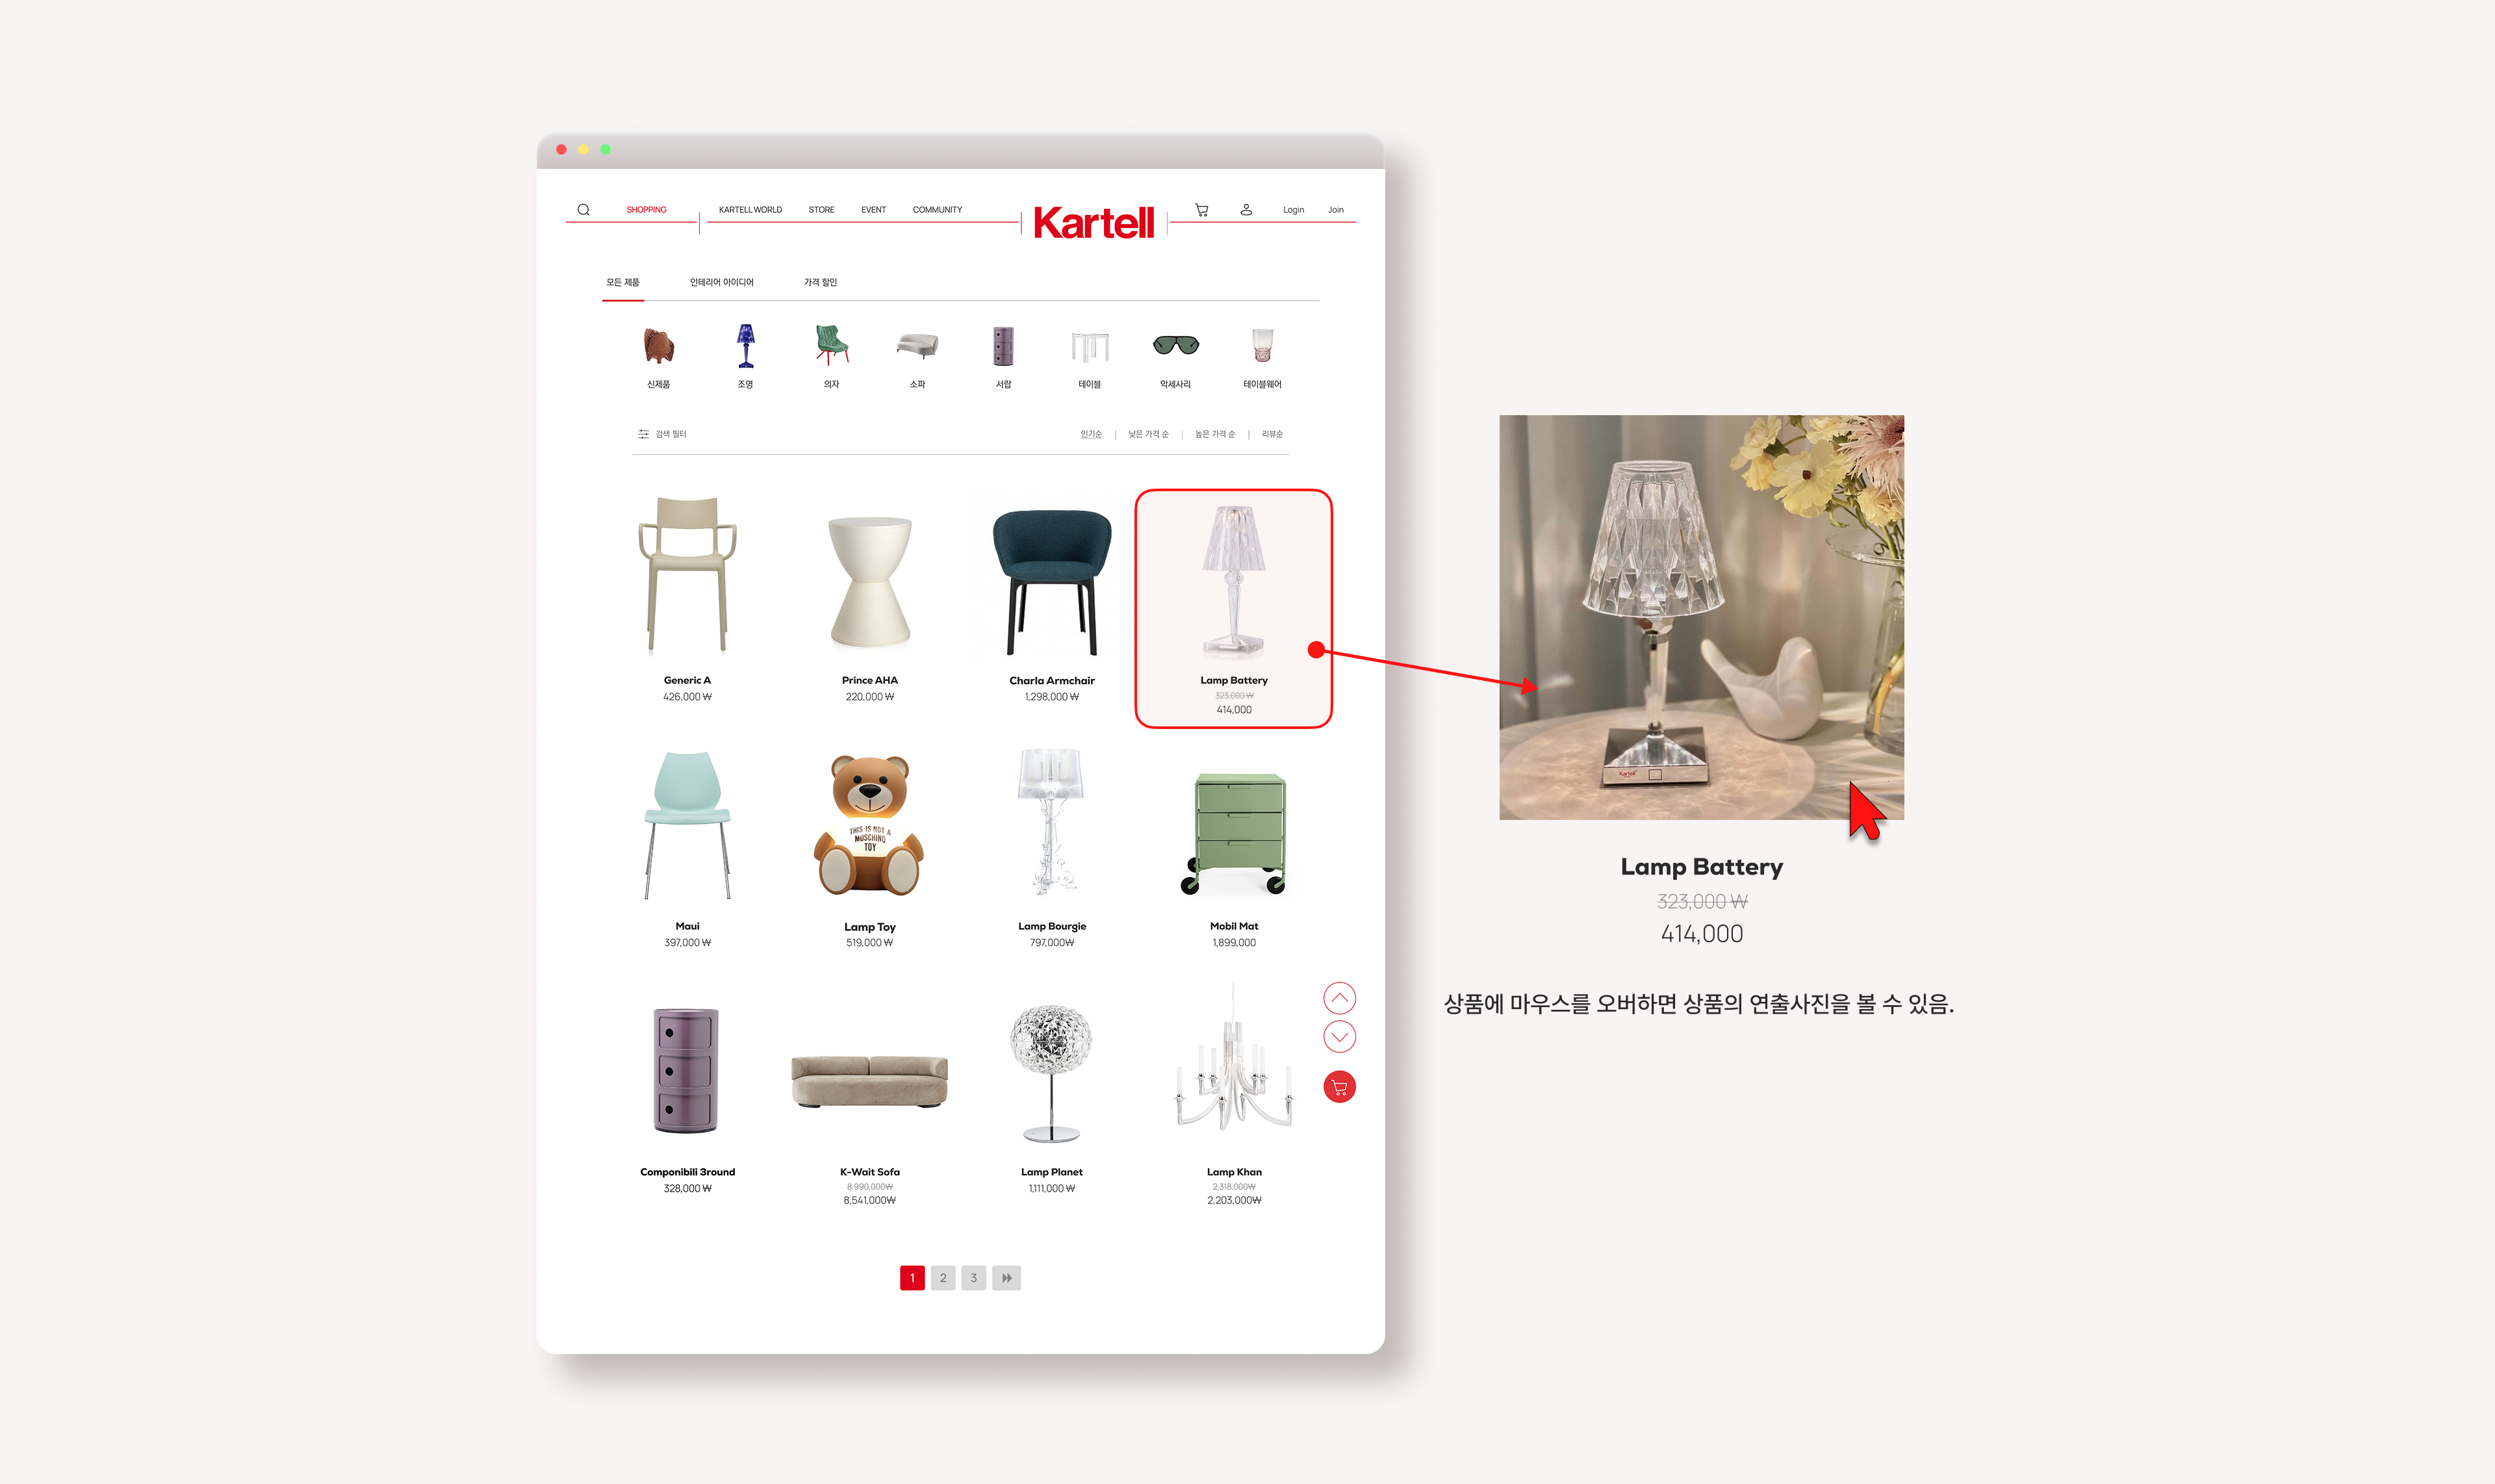 SHOPPING KARTELL WORLD STORE EVENT COMMUNITY Kartell Login Join
모든 제품 인테리어 아이디어 가격 할인
신제품 조명 의자 소파 서랍 테이블 악세사리 테이블웨어
검색 필터 인기순 | 낮은 가격 순 | 높은 가격 순 | 리뷰순
Generic A
426,000 ₩
Prince AHA
220,000 ₩
Charla Armchair
1,298,000 ₩
Lamp Battery
323,000 ₩
414,000
Maui
397,000 ₩
THIS IS NOT A
MOSCHINO
TOY
Lamp Toy
519,000 ₩
Lamp Bourgie
797,000₩
Mobil Mat
1,899,000
Componibili 3round
328,000 ₩
K-Wait Sofa
8,990,000₩
8,541,000₩
Lamp Planet
1,111,000 ₩
Lamp Khan
2,318,000₩
2,203,000₩
1 2 3
Kartell
Lamp Battery
323,000 ₩
414,000
상품에 마우스를 오버하면 상품의 연출사진을 볼 수 있음.